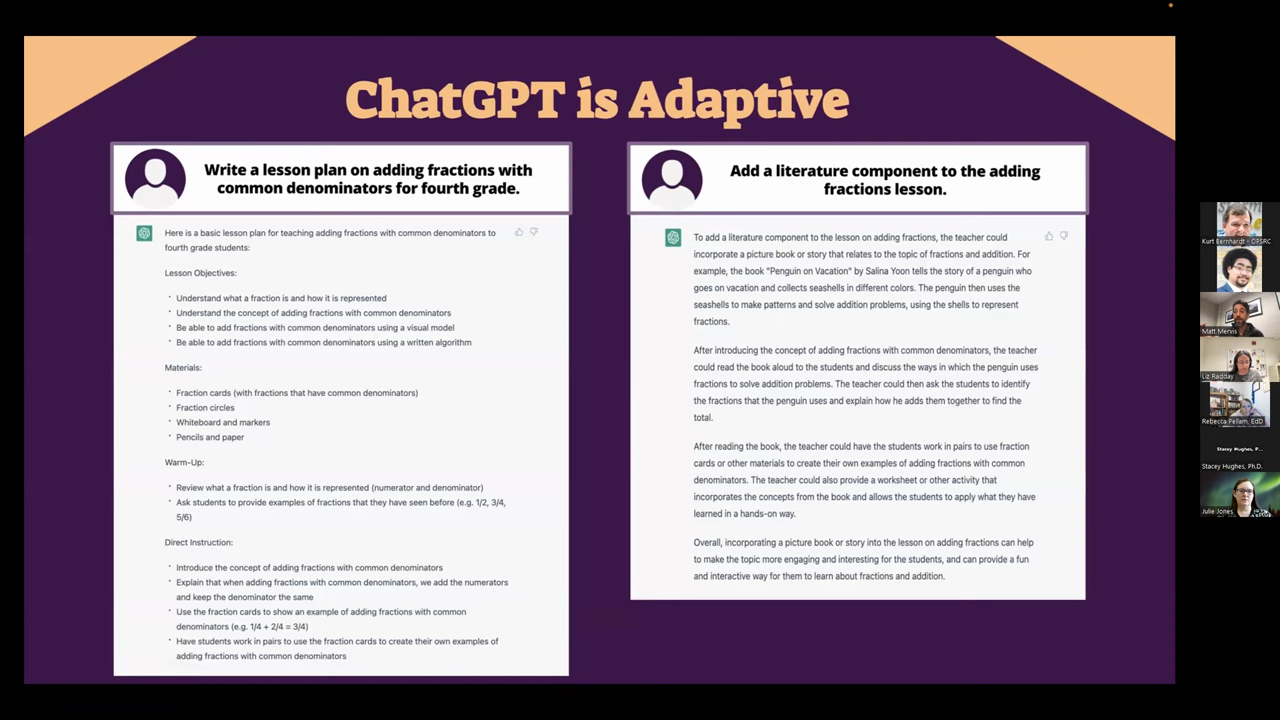 ChatGPT is Adaptive
Write a lesson plan on adding fractions with
common denominators for fourth grade.
Here is a basic lesson plan for teaching adding fractions with common denominators to
fourth grade students:
Lesson Objectives:
Understand what a fraction is and how it is represented
Understand the concept of adding fractions with common denominators
Be able to add fractions with common denominators using a visual model
Be able to add fractions with common denominators using a written algorithm
Materials:
Fraction cards (with fractions that have common denominators)
Fraction circles
Whiteboard and markers
Pencils and paper
Warm-Up:
Review what a fraction is and how it is represented (numerator and denominator)
Ask students to provide examples of fractions that they have seen before (e.g. 1/2, 3/4,
5/6)
Direct Instruction:
Introduce the concept of adding fractions with common denominators
Explain that when adding fractions with common denominators, we add the numerators
and keep the denominator the same
Use the fraction cards to show an example of adding fractions with common
denominators (e.g. 1/4 + 2/4 = 3/4)
Have students work in pairs to use the fraction cards to create their own examples of
adding fractions with common denominators
Add a literature component to the adding
fractions lesson.
To add a literature component to the lesson on adding fractions, the teacher could
incorporate a picture book or story that relates to the topic of fractions and addition. For
example, the book "Penguin on Vacation" by Salina Yoon tells the story of a penguin who
goes on vacation and collects seashells in different colors. The penguin then uses the
seashells to make patterns and solve addition problems, using the shells to represent
fractions.
After introducing the concept of adding fractions with common denominators, the teacher
could read the book aloud to the students and discuss the ways in which the penguin uses
fractions to solve addition problems. The teacher could then ask the students to identify
the fractions that the penguin uses and explain how he adds them together to find the
total.
After reading the book, the teacher could have the students work in pairs to use fraction
cards or other materials to create their own examples of adding fractions with common
denominators. The teacher could also provide a worksheet or other activity that
incorporates the concepts from the book and allows the students to apply what they have
learned in a hands-on way.
Overall, incorporating a picture book or story into the lesson on adding fractions can help
to make the topic more engaging and interesting for the students, and can provide a fun
and interactive way for them to learn about fractions and addition.
Kurt Bernhardt - OPSRC
Matt Mervis
Liz Radday
Rebecca Pellam, EdD
Stacey Hughes, P...
Stacey Hughes, Ph.D.
Julie Jones